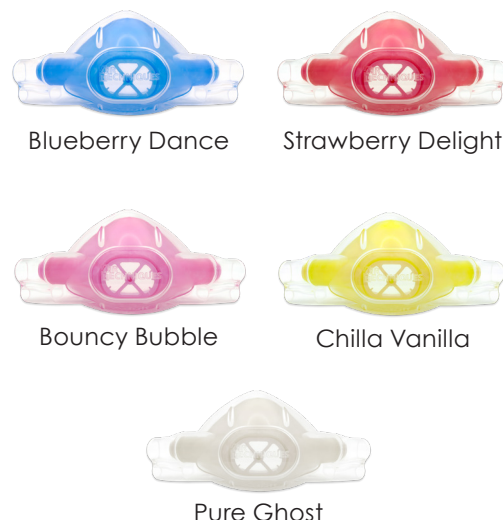 Blueberry Dance
Strawberry Delight
Bouncy Bubble
Chilla Vanilla
Pure Ghost